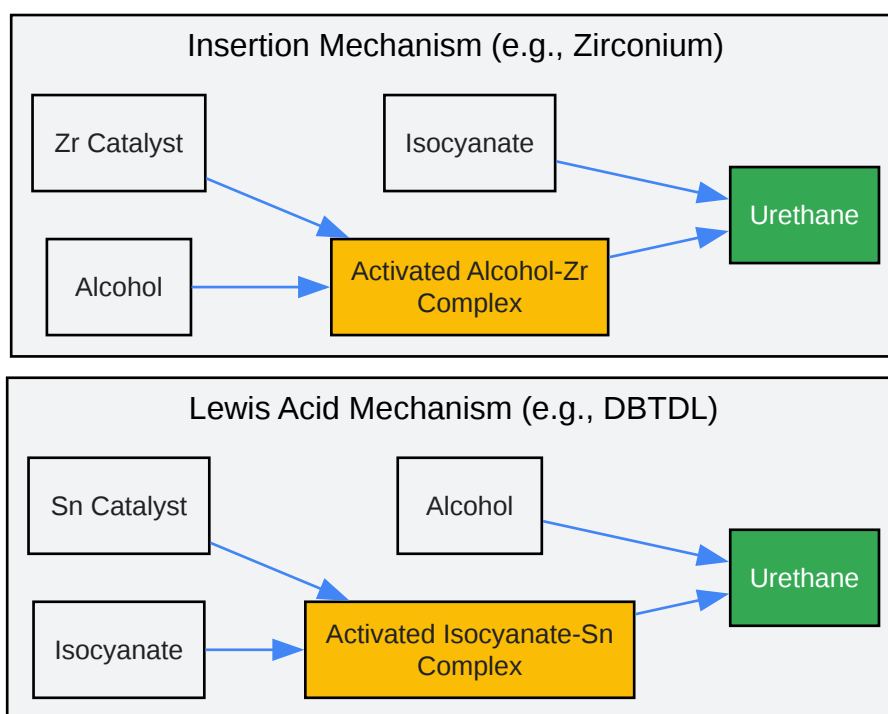 Insertion Mechanism (e.g., Zirconium)
Zr Catalyst
Isocyanate
Urethane
Alcohol
Activated Alcohol-Zr
Complex
Lewis Acid Mechanism (e.g., DBTDL)
Sn Catalyst
Alcohol
Urethane
Isocyanate
Activated Isocyanate-Sn
Complex